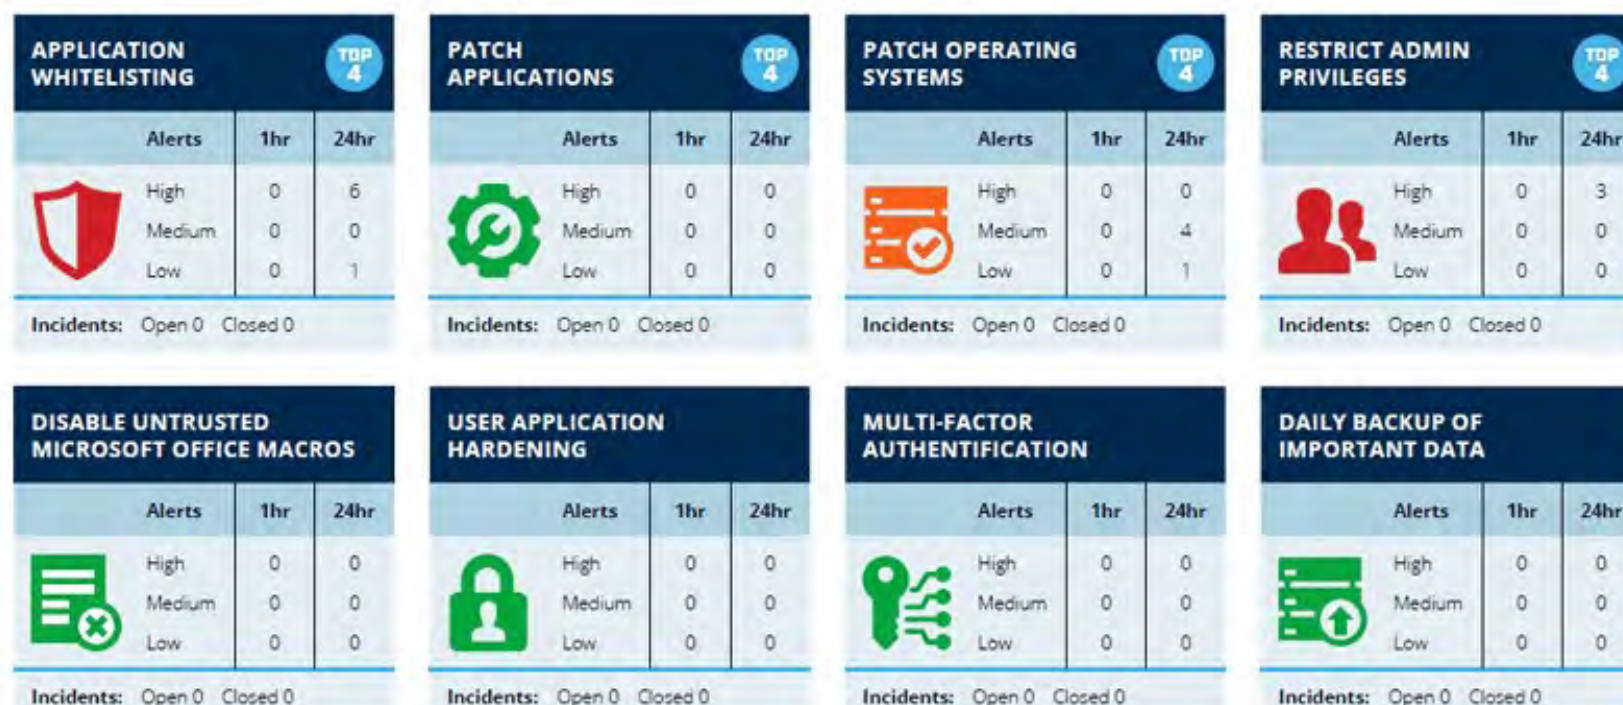 APPLICATION
WHITELISTING
TOP
4
Alerts 1hr 24hr
High 0 6
Medium 0 0
Low 0 1
Incidents: Open 0 Closed 0
PATCH
APPLICATIONS
TOP
4
Alerts 1hr 24hr
High 0 0
Medium 0 0
Low 0 0
Incidents: Open 0 Closed 0
PATCH OPERATING
SYSTEMS
TOP
4
Alerts 1hr 24hr
High 0 0
Medium 0 4
Low 0 1
Incidents: Open 0 Closed 0
RESTRICT ADMIN
PRIVILEGES
TOP
4
Alerts 1hr 24hr
High 0 3
Medium 0 0
Low 0 0
Incidents: Open 0 Closed 0
DISABLE UNTRUSTED
MICROSOFT OFFICE MACROS
Alerts 1hr 24hr
High 0 0
Medium 0 0
Low 0 0
Incidents: Open 0 Closed 0
USER APPLICATION
HARDENING
Alerts 1hr 24hr
High 0 0
Medium 0 0
Low 0 0
Incidents: Open 0 Closed 0
MULTI-FACTOR
AUTHENTIFICATION
Alerts 1hr 24hr
High 0 0
Medium 0 0
Low 0 0
Incidents: Open 0 Closed 0
DAILY BACKUP OF
IMPORTANT DATA
Alerts 1hr 24hr
High 0 0
Medium 0 0
Low 0 0
Incidents: Open 0 Closed 0